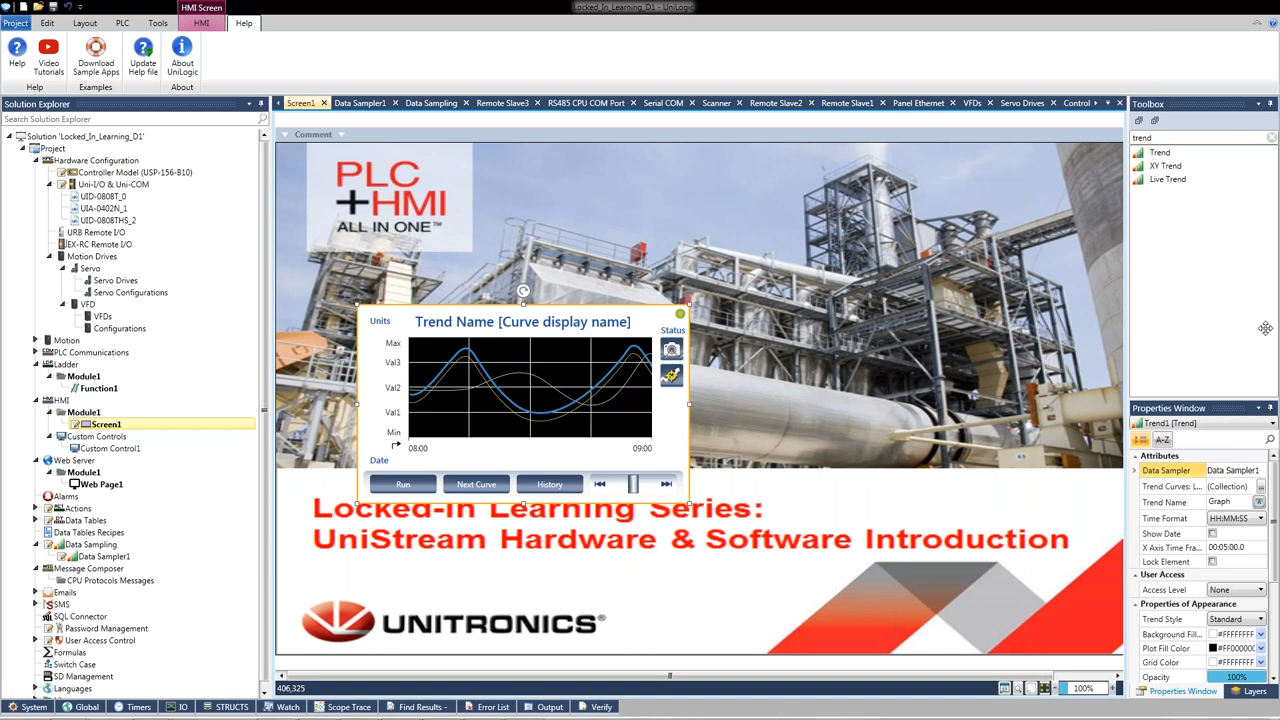 HMI Screen
Locked_In_Learning_D1 - UniLogic
Project Edit Layout PLC Tools HMI Help
Help
Video Tutorials
Download Sample Apps
Update Help file
About UniLogic
Help Examples About
Solution Explorer
Search Solution Explorer
Solution 'Locked_In_Learning_D1'
Project
Hardware Configuration
Controller Model (USP-156-B10)
Uni-I/O & Uni-COM
UID-0808T_0
UIA-0402N_1
UID-0808THS_2
URB Remote I/O
EX-RC Remote I/O
Motion Drives
Servo
Servo Drives
Servo Configurations
VFD
VFDs
Configurations
Motion
PLC Communications
Ladder
Module1
Function1
HMI
Module1
Screen1
Custom Controls
Custom Control1
Web Server
Module1
Web Page1
Alarms
Actions
Data Tables
Data Tables Recipes
Data Sampling
Data Sampler1
Message Composer
CPU Protocols Messages
Emails
SMS
SQL Connector
Password Management
User Access Control
Formulas
Switch Case
SD Management
Languages
Screen1 Data Sampler1 Data Sampling Remote Slave3 RS485 CPU COM Port Serial COM Scanner Remote Slave2 Remote Slave1 Panel Ethernet VFDs Servo Drives Control
Comment
PLC
+HMI
ALL IN ONE™
Units
Trend Name [Curve display name]
Status
Max
Val3
Val2
Val1
Min
08:00 09:00
Date
Run Next Curve History
Locked-In Learning Series:
UniStream Hardware & Software Introduction
UNITRONICS®
406,325
100%
Toolbox
trend
Trend
XY Trend
Live Trend
Properties Window
Trend1 [Trend]
A-Z
Attributes
Data Sampler Data Sampler1
Trend Curves: L... (Collection)
Trend Name Graph
Time Format HH:MM:SS
Show Date
X Axis Time Fra... 00:05:00.0
Lock Element
User Access
Access Level None
Properties of Appearance
Trend Style Standard
Background Fill... #FFFFFFFF
Plot Fill Color #FF000000
Grid Color #FFFFFFFF
Opacity 100%
Properties Window Layers
System Global Timers IO STRUCTS Watch Scope Trace Find Results - Error List Output Verify